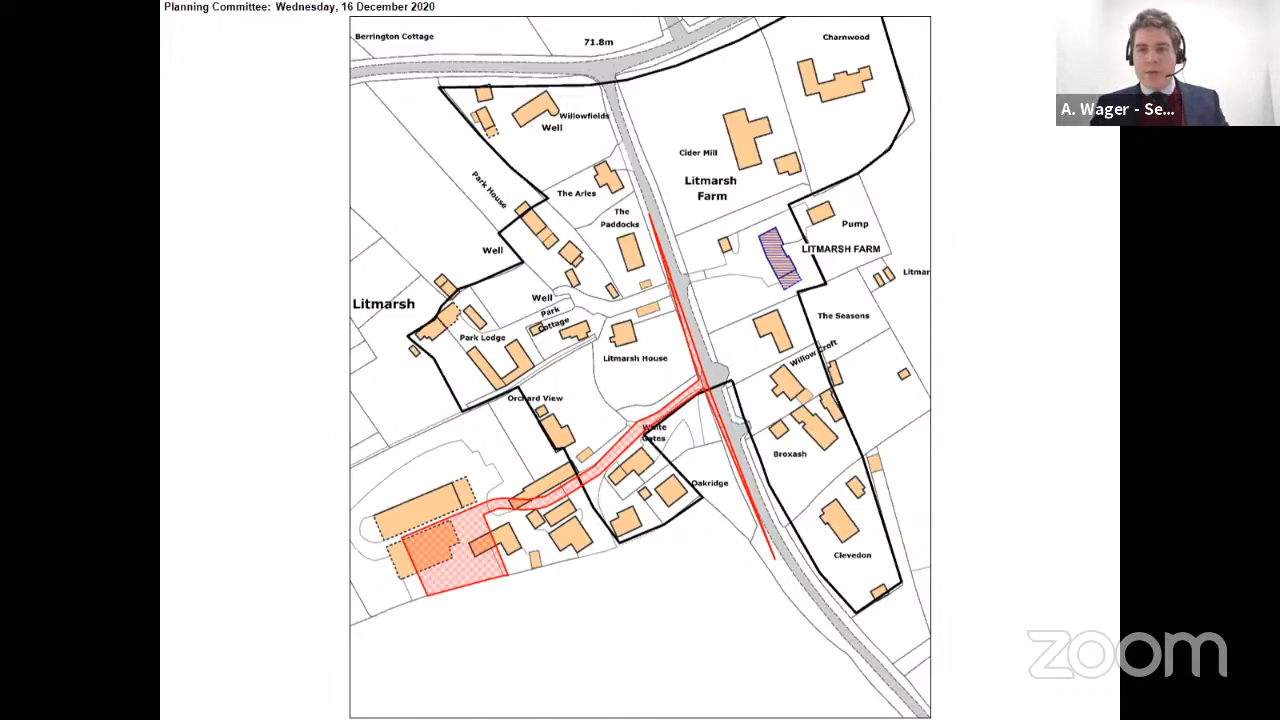 Planning Committee: Wednesday, 16 December 2020
Berrington Cottage
71.8m
Charnwood
A. Wager - Se...
Willowfields
Well
Cider Mill
Litmarsh
Farm
Park House
The Arles
The
Paddocks
Pump
LITMARSH FARM
Well
Litmar
Litmarsh
Well
Park
Cottage
The Seasons
Park Lodge
Litmarsh House
Willow Croft
Orchard View
White
Gates
Broxash
Oakridge
Clevedon
zoom